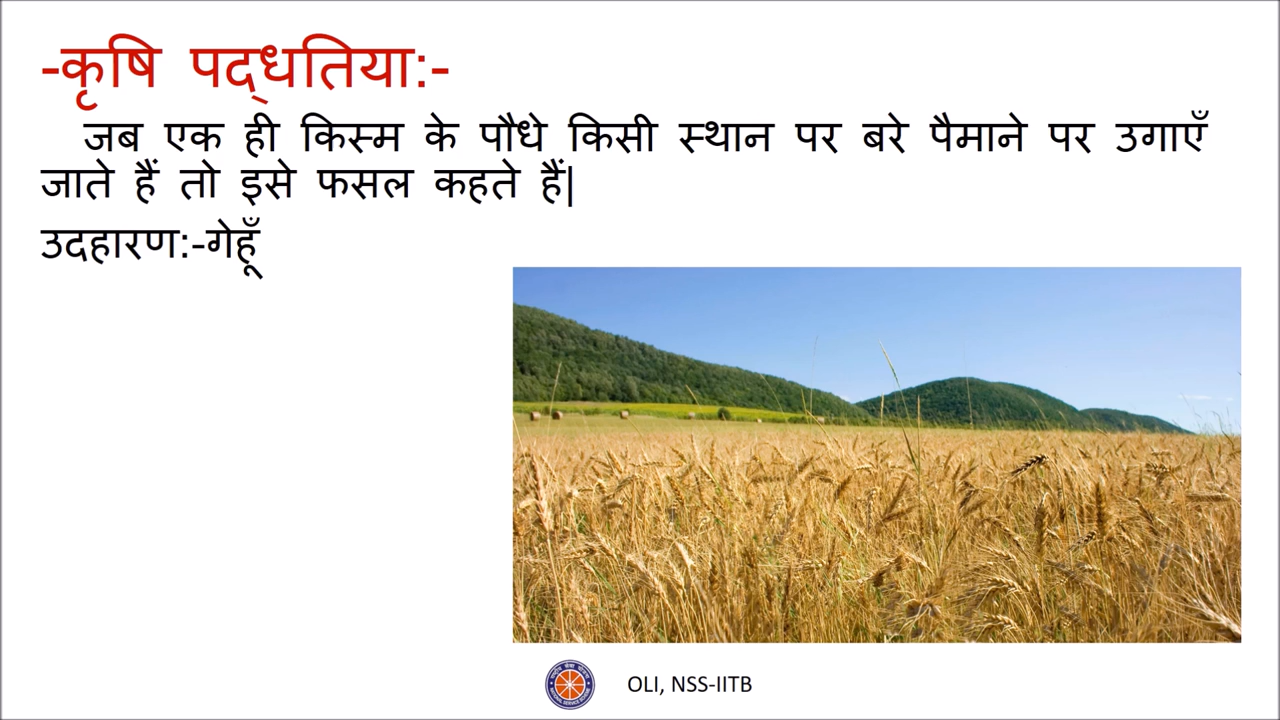 -कृषि पद्धतिया:-
जब एक ही किस्म के पौधे किसी स्थान पर बरे पैमाने पर उगाएँ
जाते हैं तो इसे फसल कहते हैं|
उदहारण:-गेहूँ
OLI, NSS-IITB